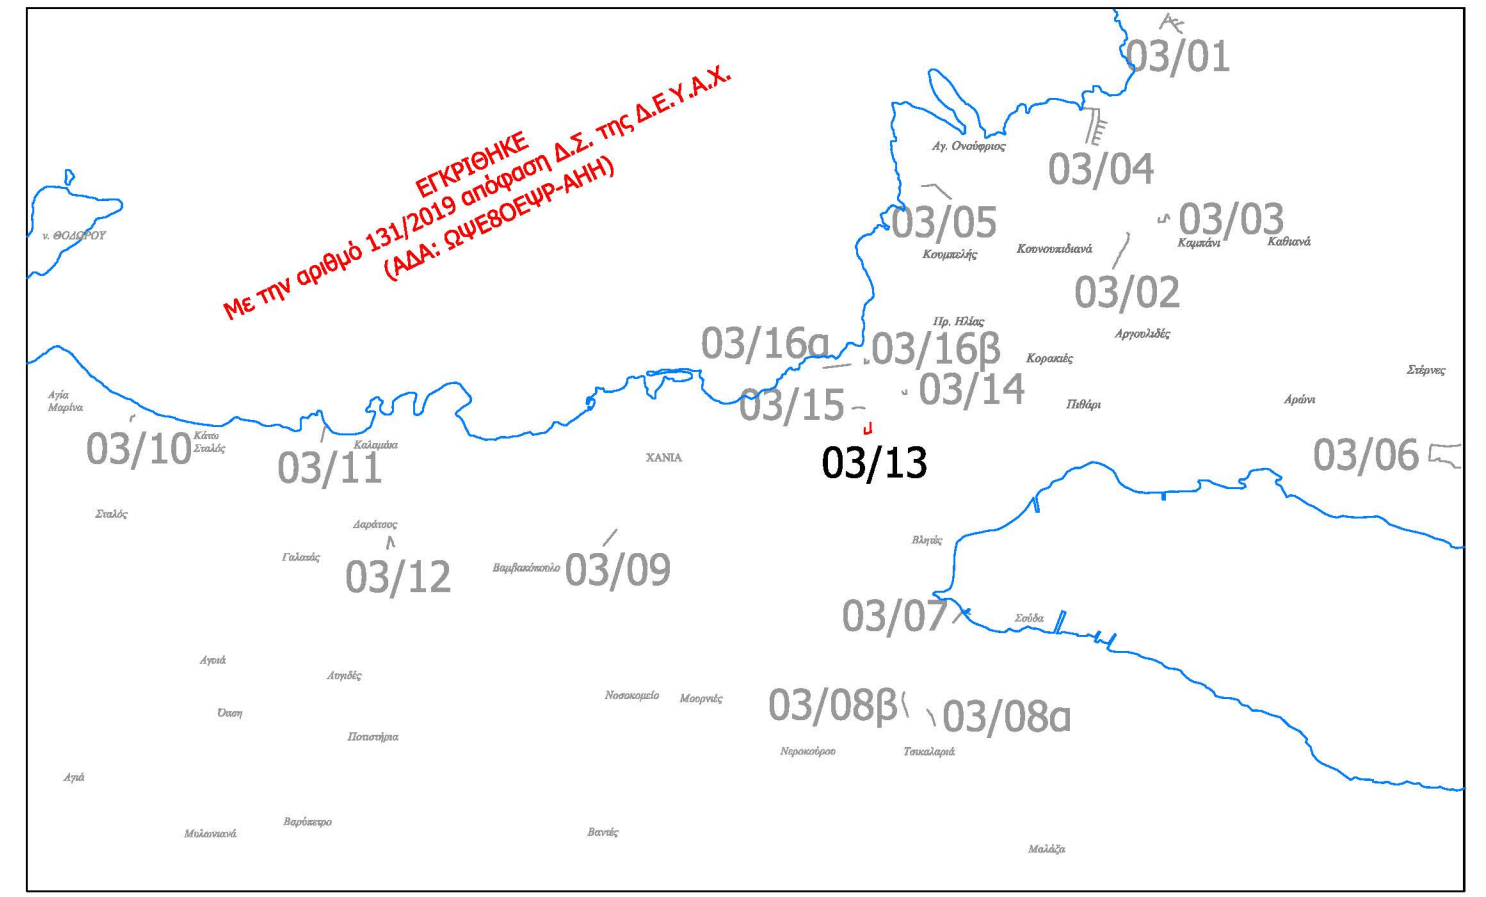 03/01
ΕΓΚΡΙΘΗΚΕ
Με την αριθμό 131/2019 απόφαση Δ.Σ. της Δ.Ε.Υ.Α.Χ.
(ΑΔΑ: ΩΨΕ8ΟΕΨΡ-ΑΗΗ)
Αγ. Ονούφριος
03/04
03/05
03/03
ν. ΘΟΔΩΡΟΥ
Κουμπελής
Κουνουπιδιανά
Καμπάνι
Καθιανά
03/02
Πρ. Ηλίας
Αργουλιδές
03/16α
03/16β
Κορακιές
Στέρνες
Αγία
Μαρίνα
03/14
03/15
Πιθάρι
Αρώνι
03/10
Κάτω
Σταλός
Καλαμάκι
03/11
ΧΑΝΙΑ
03/13
03/06
Σταλός
Δαράτσος
Γαλατάς
03/12
Βαμβακόπουλο
03/09
Βλητές
03/07
Σούδα
Αγυιά
Λυγιδές
Νοσοκομείο
Μουρνιές
Όαση
03/08β
03/08α
Ποτιστήρια
Νεροκούρου
Τσικαλαριά
Αγιά
Μυλωνιανά
Βαρύπετρο
Βαντές
Μαλάξα